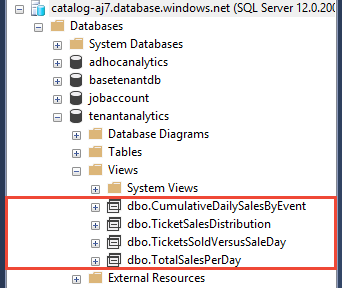 catalog-aj7.database.windows.net (SQL Server 12.0.200
Databases
System Databases
adhocanalytics
basetenantdb
jobaccount
tenantanalytics
Database Diagrams
Tables
Views
System Views
dbo.CumulativeDailySalesByEvent
dbo.TicketSalesDistribution
dbo.TicketsSoldVersusSaleDay
dbo.TotalSalesPerDay
External Resources